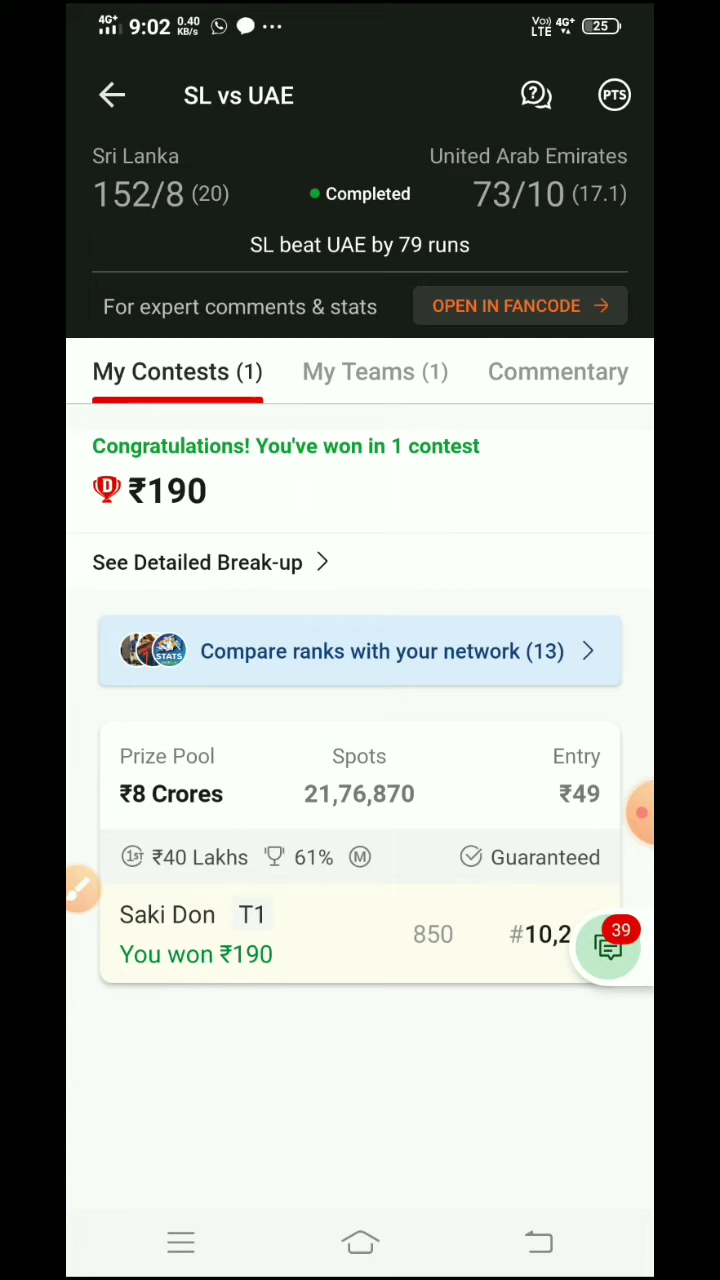 4G+ 9:02 0.40 KB/s ... Vo) LTE 4G+ 25
SL vs UAE PTS
Sri Lanka United Arab Emirates
152/8 (20) Completed 73/10 (17.1)
SL beat UAE by 79 runs
For expert comments & stats OPEN IN FANCODE
My Contests (1) My Teams (1) Commentary
Congratulations! You've won in 1 contest
D ₹190
See Detailed Break-up
STATS Compare ranks with your network (13)
Prize Pool Spots Entry
₹8 Crores 21,76,870 ₹49
1ST ₹40 Lakhs 61% M Guaranteed
Saki Don T1 850 #10,2
You won ₹190
39